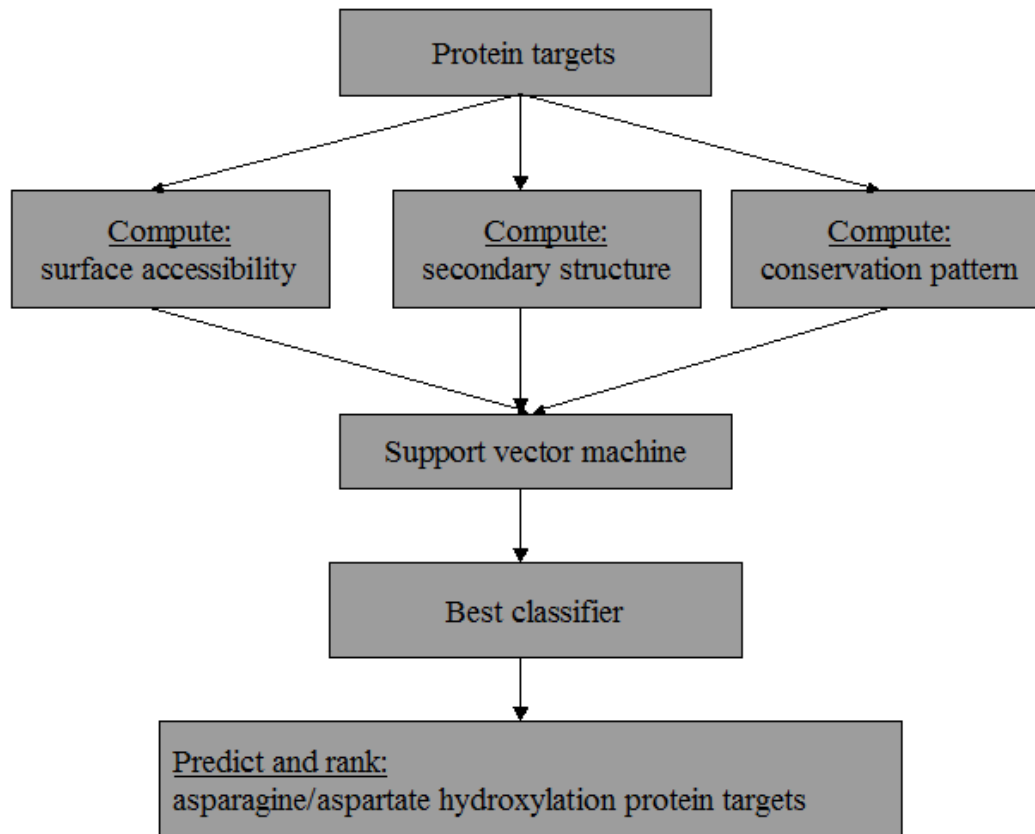 Protein targets
Compute:
surface accessibility
Compute:
secondary structure
Compute:
conservation pattern
Support vector machine
Best classifier
Predict and rank:
asparagine/aspartate hydroxylation protein targets